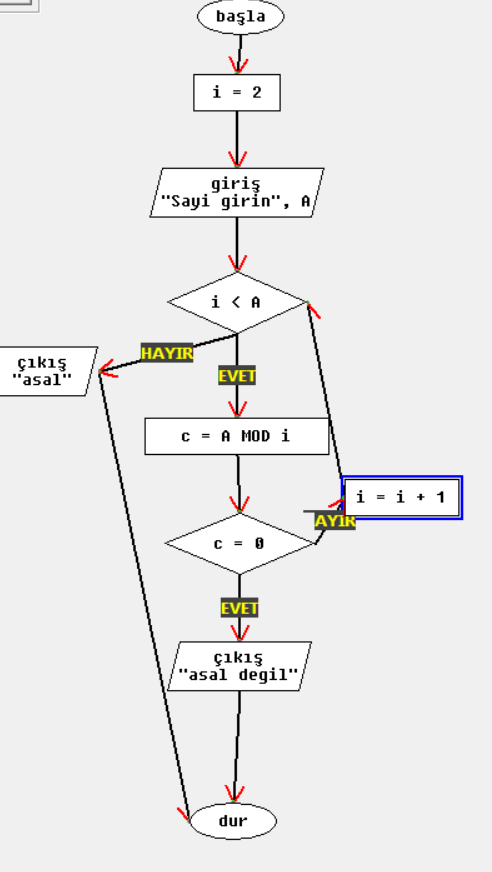 başla
i = 2
giriş
"Sayi girin", A
i < A
HAYIR
çıkış
"asal"
EVET
c = A MOD i
i = i + 1
AYIR
c = 0
EVET
çıkış
"asal degil"
dur